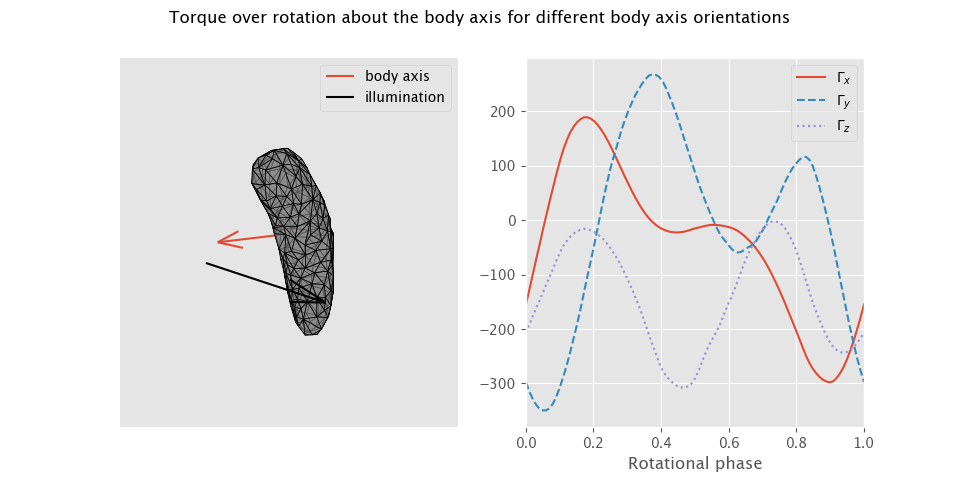 Torque over rotation about the body axis for different body axis orientations
body axis
illumination
Γx
Γy
Γz
200
100
0
−100
−200
−300
0.0 0.2 0.4 0.6 0.8 1.0
Rotational phase